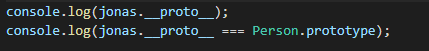 console.log(jonas.__proto__);
console.log(jonas.__proto__ === Person.prototype);